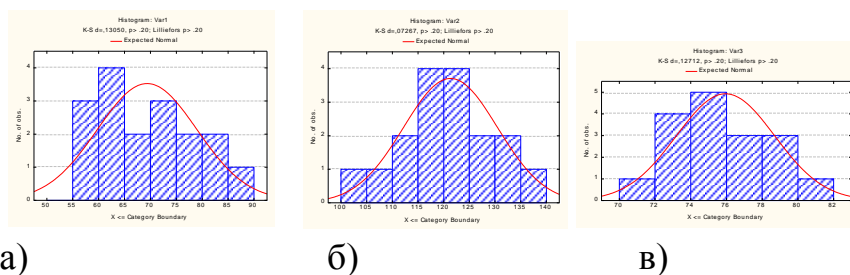 Histogram: Var1
K-S d=,13050, p> .20; Lilliefors p> .20
Expected Normal
No. of obs.
4
3
2
1
0
50 55 60 65 70 75 80 85 90
X <= Category Boundary
Histogram: Var2
K-S d=,07267, p> .20; Lilliefors p> .20
Expected Normal
No. of obs.
4
3
2
1
0
100 105 110 115 120 125 130 135 140
X <= Category Boundary
Histogram: Var3
K-S d=,12712, p> .20; Lilliefors p> .20
Expected Normal
No. of obs.
5
4
3
2
1
0
70 72 74 76 78 80 82
X <= Category Boundary
а) б) в)